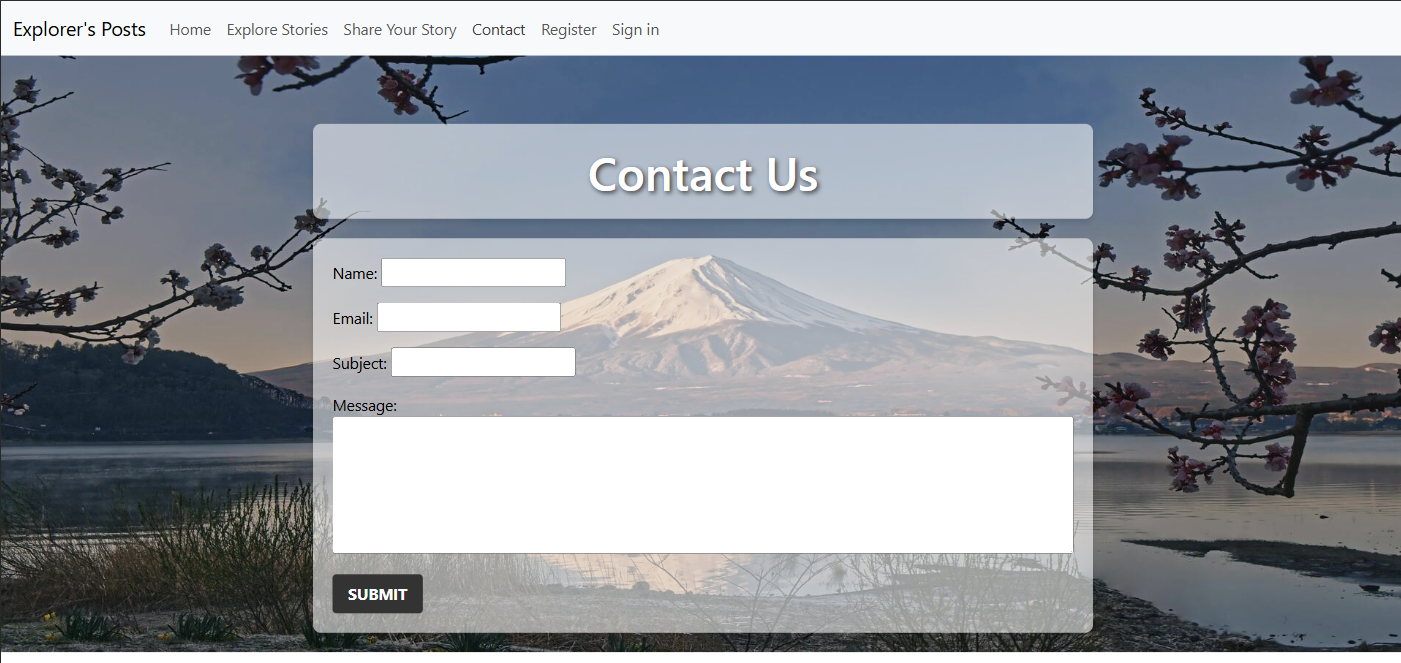 Explorer's Posts Home Explore Stories Share Your Story Contact Register Sign in
Contact Us
Name:
Email:
Subject:
Message:
SUBMIT